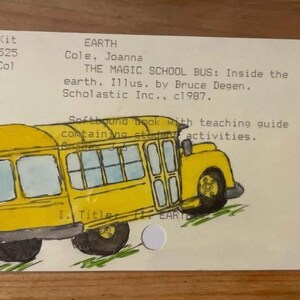 Kit EARTH
525 Cole, Joanna
Col THE MAGIC SCHOOL BUS: Inside the
earth. Illus. by Bruce Degen.
Scholastic Inc., c1987.
Softbound book with teaching guide
containing student activities.
I. Title. II. EARTH